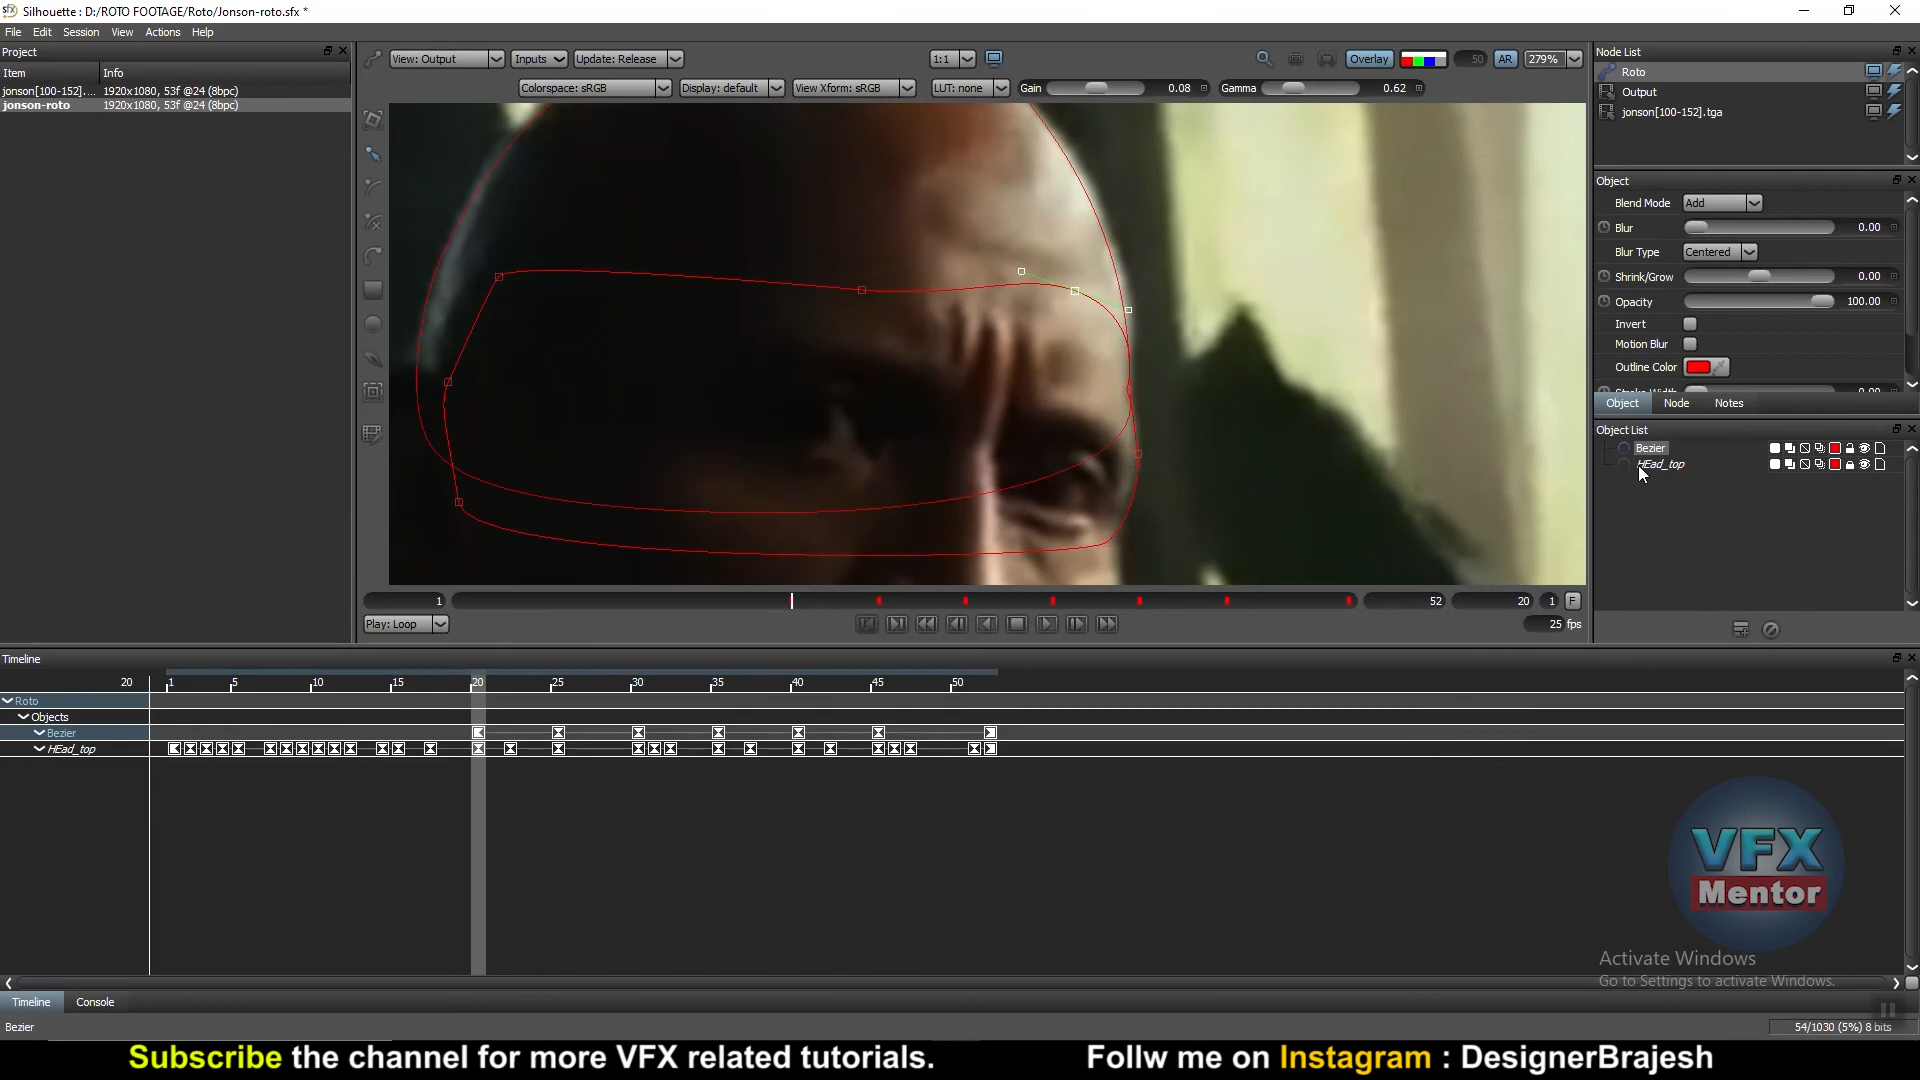 Silhouette : D:/ROTO FOOTAGE/Roto/Jonson-roto.sfx *
File Edit Session View Actions Help
Project
Item Info
jonson[100-152].... 1920x1080, 53f @24 (8bpc)
jonson-roto 1920x1080, 53f @24 (8bpc)
View: Output Inputs Update: Release 1:1 Overlay 50 AR 279%
Colorspace: sRGB Display: default View Xform: sRGB LUT: none Gain 0.08 Gamma 0.62
Node List
Roto
Output
jonson[100-152].tga
Object
Blend Mode Add
Blur 0.00
Blur Type Centered
Shrink/Grow 0.00
Opacity 100.00
Invert
Motion Blur
Outline Color
Object Node Notes
Object List
Bezier
HEad_top
1 52 20 1 F
Play: Loop 25 fps
Timeline
20 1 5 10 15 20 25 30 35 40 45 50
Roto
Objects
Bezier
HEad_top
VFX
Mentor
Activate Windows
Go to Settings to activate Windows.
Timeline Console
Bezier 54/1030 (5%) 8 bits
Subscribe the channel for more VFX related tutorials. Follw me on Instagram : DesignerBrajesh